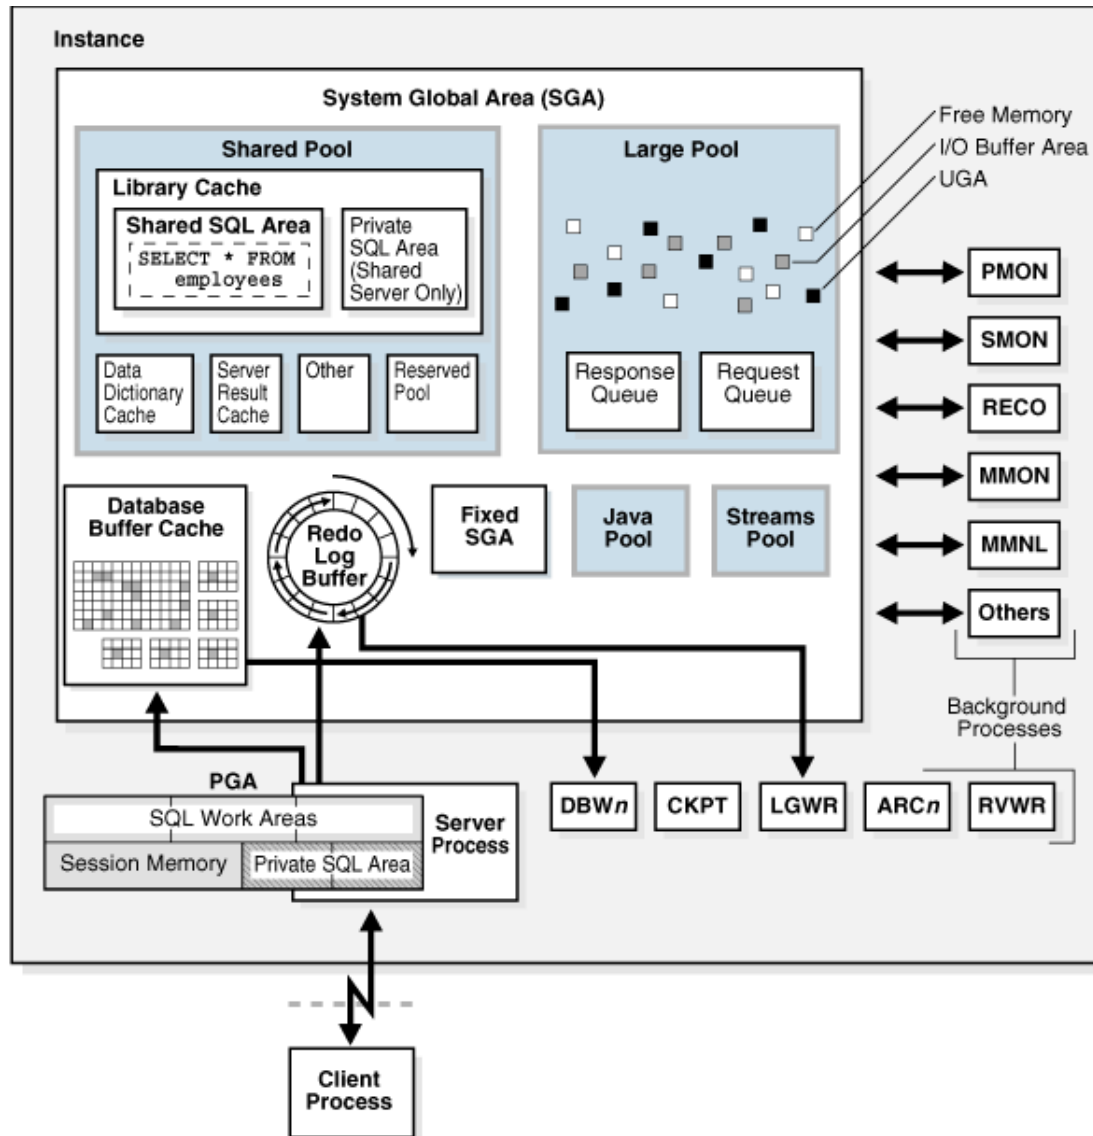 Instance
System Global Area (SGA)
Shared Pool
Library Cache
Shared SQL Area
SELECT * FROM
employees
Private
SQL Area
(Shared
Server Only)
Data
Dictionary
Cache
Server
Result
Cache
Other
Reserved
Pool
Large Pool
Response
Queue
Request
Queue
Free Memory
I/O Buffer Area
UGA
Database
Buffer Cache
Redo
Log
Buffer
Fixed
SGA
Java
Pool
Streams
Pool
PMON
SMON
RECO
MMON
MMNL
Others
Background
Processes
PGA
SQL Work Areas
Session Memory
Private SQL Area
Server
Process
DBWn
CKPT
LGWR
ARCn
RVWR
Client
Process